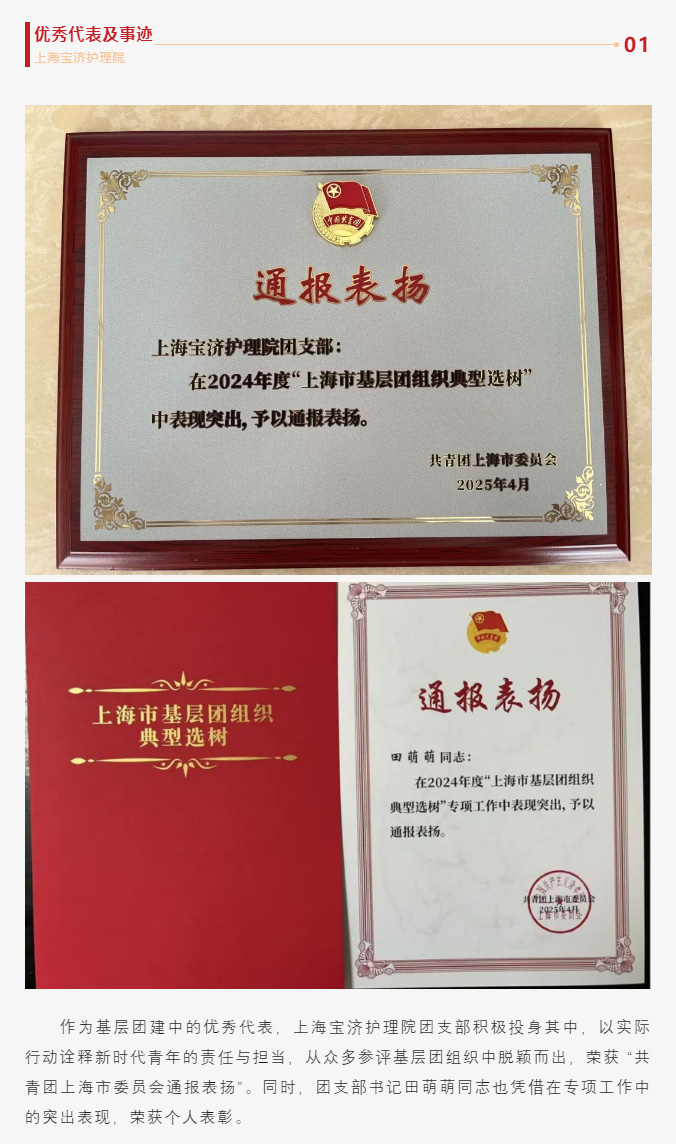 优秀代表及事迹
上海宝济护理院
01
通报表扬
上海宝济护理院团支部：
在2024年度“上海市基层团组织典型选树”
中表现突出，予以通报表扬。
共青团上海市委员会
2025年4月
上海市基层团组织
典型选树
通报表扬
田萌萌同志：
在2024年度“上海市基层团组织
典型选树”专项工作中表现突出，予以
通报表扬。
共青团上海市委员会
2025年4月
作为基层团建中的优秀代表，上海宝济护理院团支部积极投身其中，以实际
行动诠释新时代青年的责任与担当，从众多参评基层团组织中脱颖而出，荣获 “共
青团上海市委员会通报表扬”。同时，团支部书记田萌萌同志也凭借在专项工作中
的突出表现，荣获个人表彰。